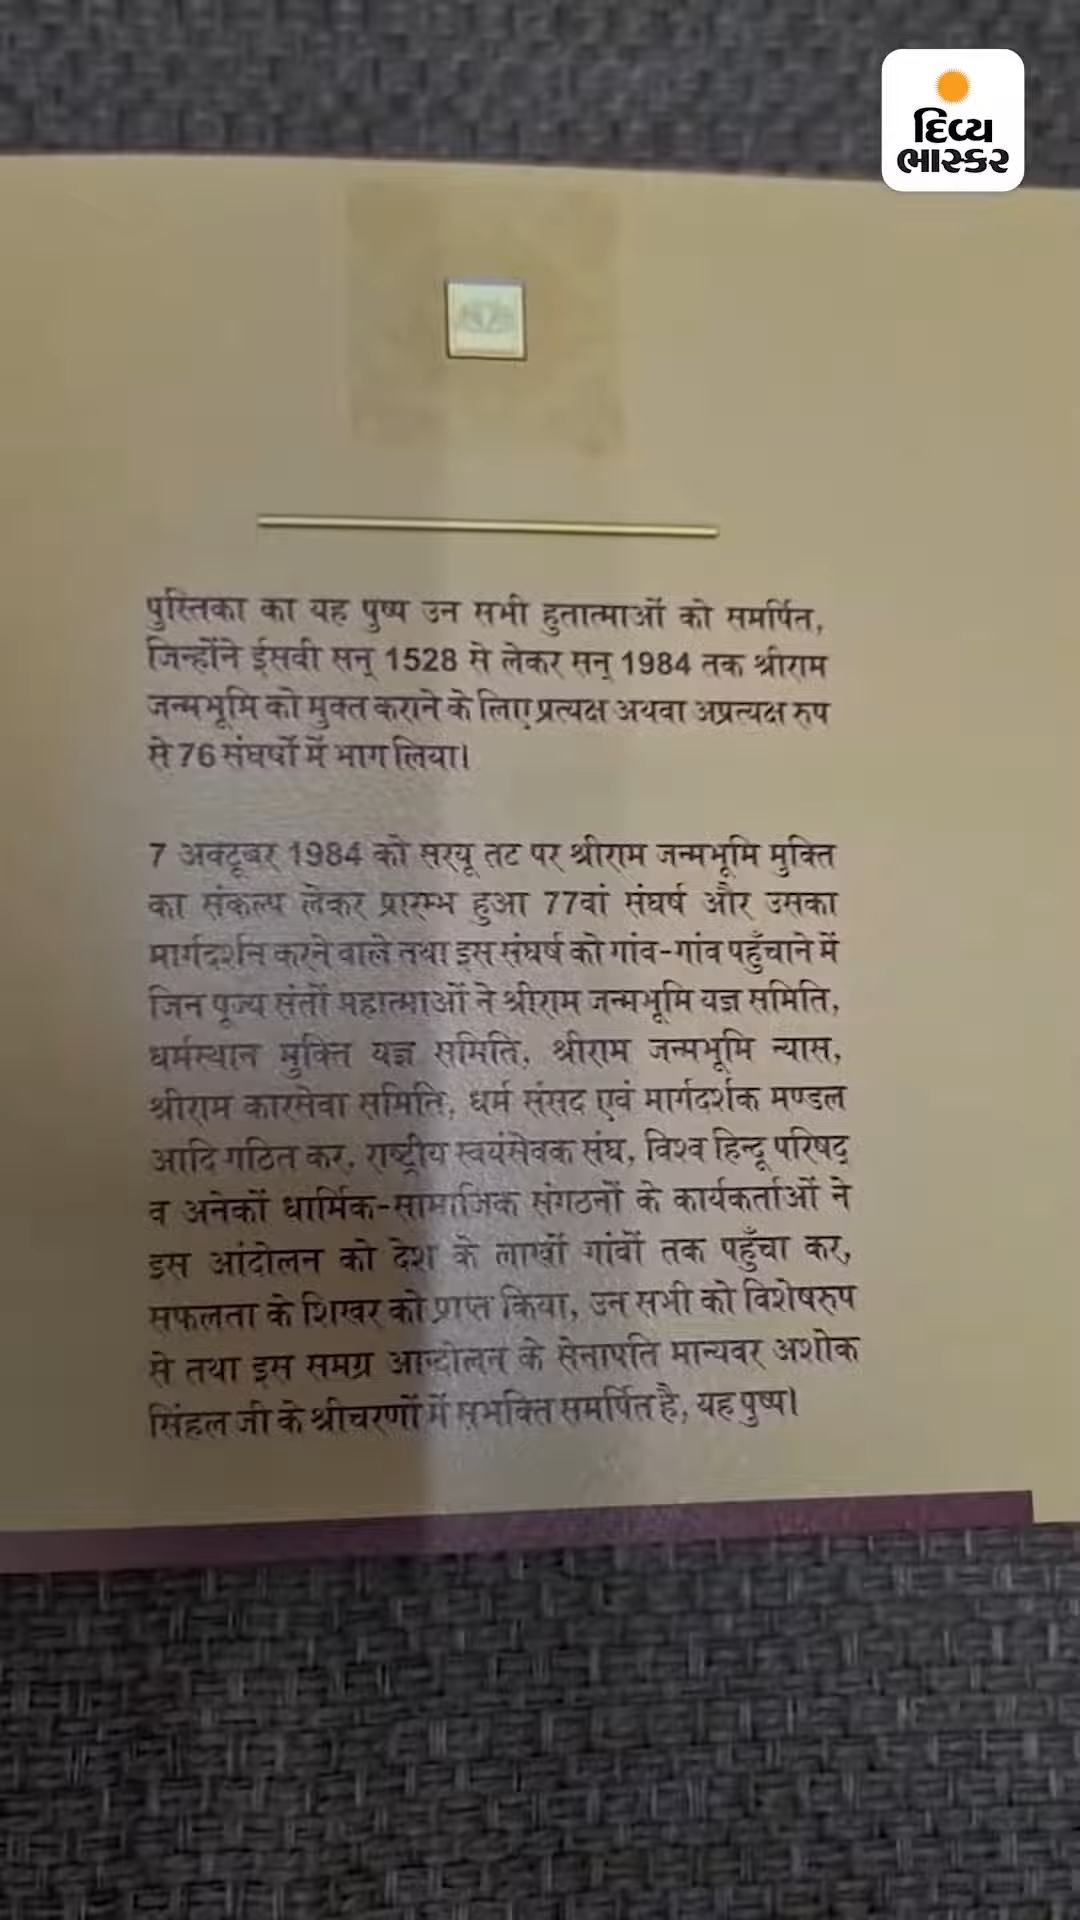 દિવ્ય
ભાસ્કર
पुस्तिका का यह पुष्प उन सभी हुतात्माओं को समर्पित,
जिन्होंने ईसवी सन् 1528 से लेकर सन् 1984 तक श्रीराम
जन्मभूमि को मुक्त कराने के लिए प्रत्यक्ष अथवा अप्रत्यक्ष रुप
से 76 संघर्षों में भाग लिया।
7 अक्टूबर 1984 को सरयू तट पर श्रीराम जन्मभूमि मुक्ति
का संकल्प लेकर प्रारम्भ हुआ 77वां संघर्ष और उसका
मार्गदर्शन करने वाले तथा इस संघर्ष को गांव-गांव पहुँचाने में
जिन पूज्य संतों महात्माओं ने श्रीराम जन्मभूमि यज्ञ समिति,
धर्मस्थान मुक्ति यज्ञ समिति, श्रीराम जन्मभूमि न्यास,
श्रीराम कारसेवा समिति, धर्म संसद एवं मार्गदर्शक मण्डल
आदि गठित कर, राष्ट्रीय स्वयंसेवक संघ, विश्व हिन्दू परिषद्
व अनेकों धार्मिक-सामाजिक संगठनों के कार्यकर्ताओं ने
इस आंदोलन को देश के लाखों गांवों तक पहुँचा कर,
सफलता के शिखर को प्राप्त किया, उन सभी को विशेषरुप
से तथा इस समग्र आन्दोलन के सेनापति मान्यवर अशोक
सिंहल जी के श्रीचरणों में सभक्ति समर्पित है, यह पुष्प।